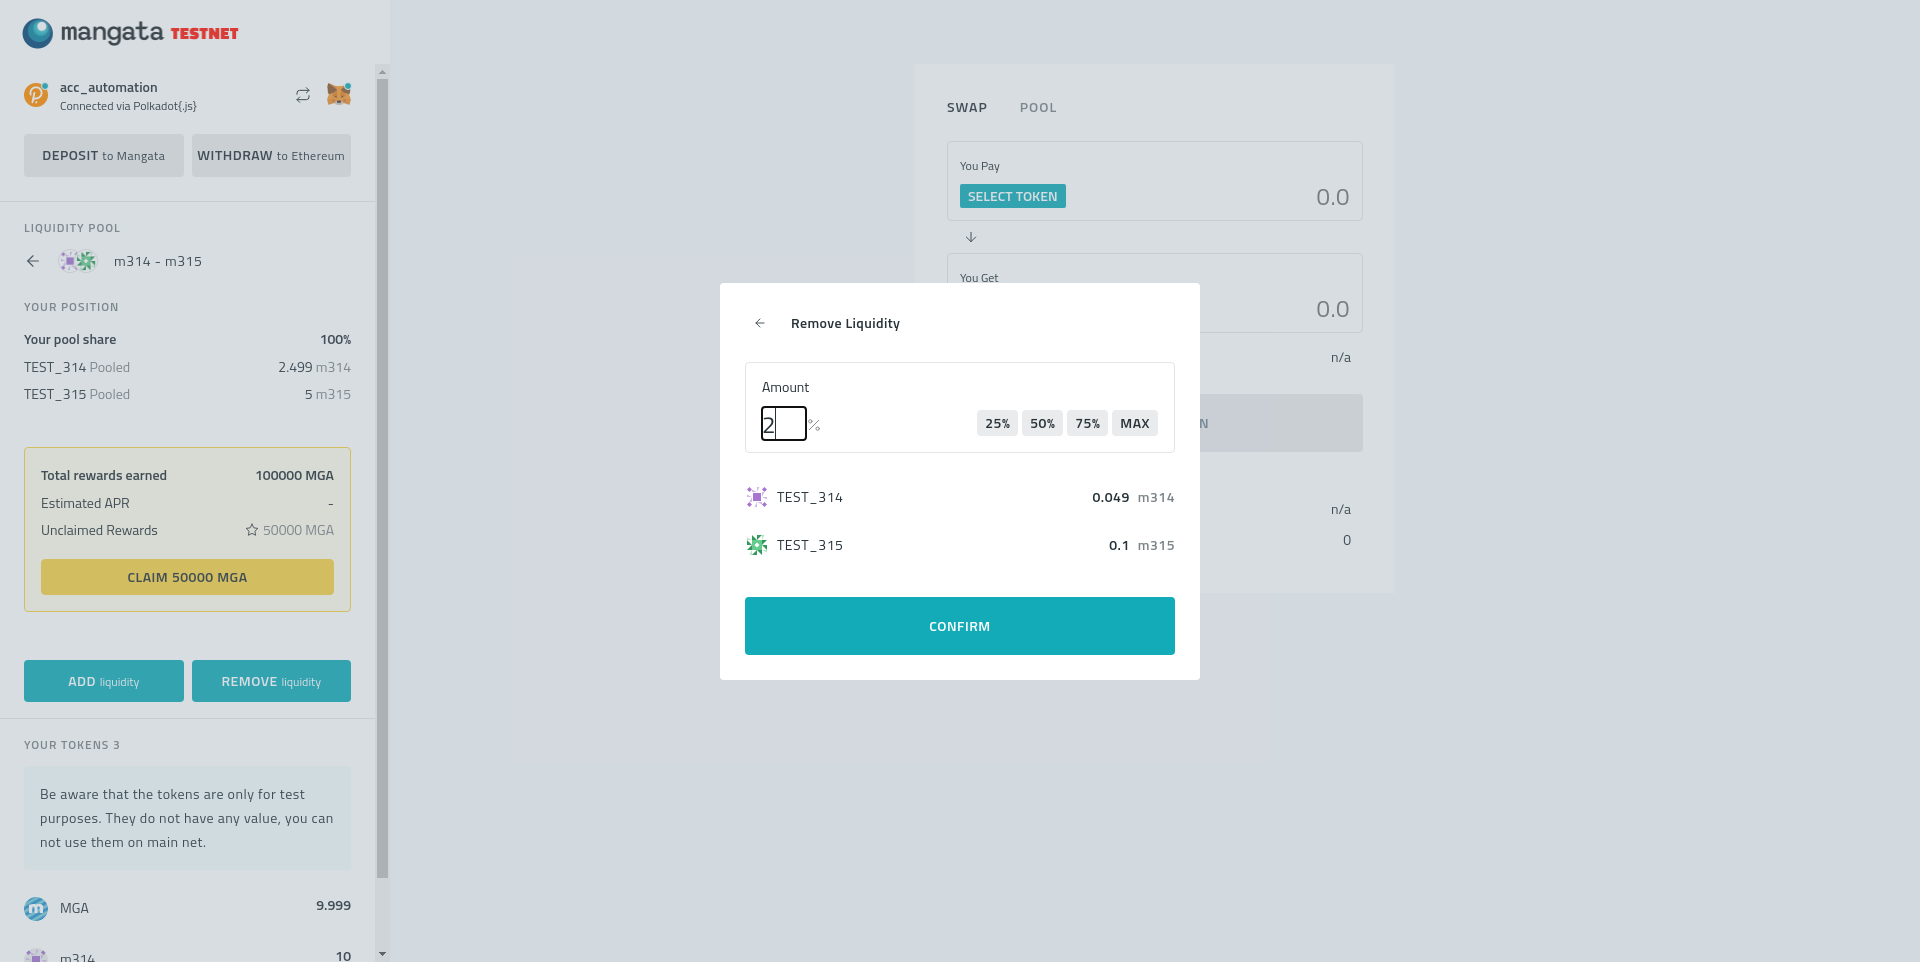 mangata TESTNET
acc_automation
Connected via Polkadot{.js}
DEPOSIT to Mangata
WITHDRAW to Ethereum
LIQUIDITY POOL
m314 - m315
YOUR POSITION
Your pool share 100%
TEST_314 Pooled 2.499 m314
TEST_315 Pooled 5 m315
Total rewards earned 100000 MGA
Estimated APR -
Unclaimed Rewards 50000 MGA
CLAIM 50000 MGA
ADD liquidity
REMOVE liquidity
YOUR TOKENS 3
Be aware that the tokens are only for test
purposes. They do not have any value, you can
not use them on main net.
MGA 9.999
m314 10
SWAP POOL
You Pay
SELECT TOKEN 0.0
You Get
0.0
n/a
N
n/a
0
Remove Liquidity
Amount
2 % 25% 50% 75% MAX
TEST_314 0.049 m314
TEST_315 0.1 m315
CONFIRM